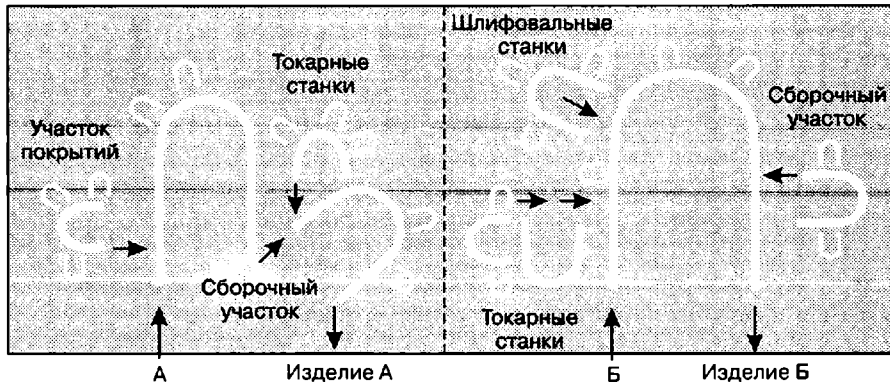 Шлифовальные
станки
Токарные
станки
Сборочный
участок
Участок
покрытий
Сборочный
участок
Токарные
станки
А
Изделие А
Б
Изделие Б